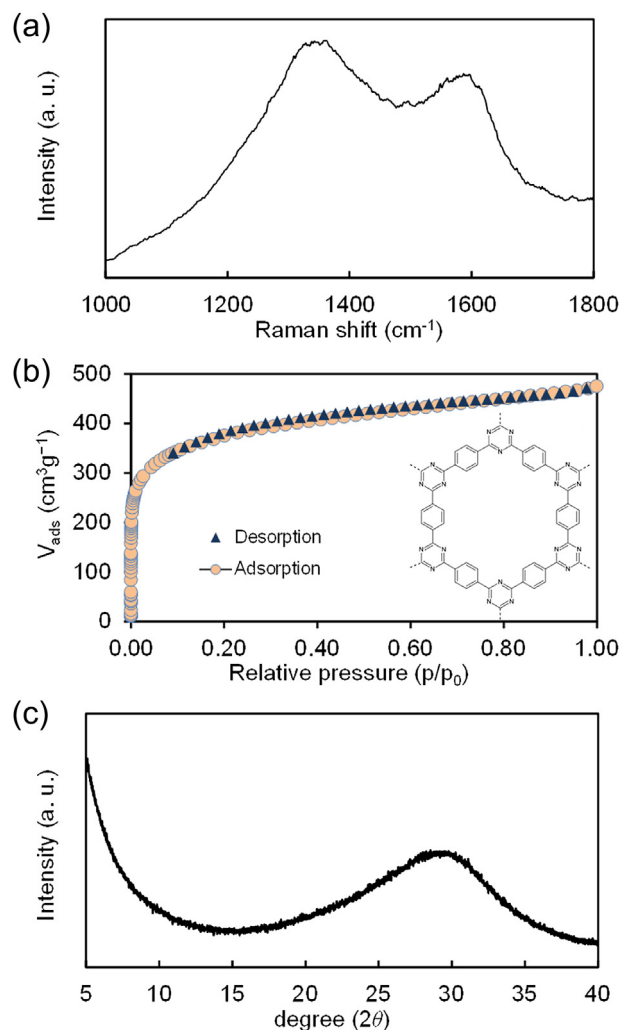 (a)
Intensity (a. u.)
1000 1200 1400 1600 1800
Raman shift (cm⁻¹)
(b)
500
400
300
200
100
0
V_ads (cm³g⁻¹)
Desorption
Adsorption
N N
N
N N
N
N N
N
N N
N
N N
N
N N
N
0.00 0.20 0.40 0.60 0.80 1.00
Relative pressure (p/p₀)
(c)
Intensity (a. u.)
5 10 15 20 25 30 35 40
degree (2θ)